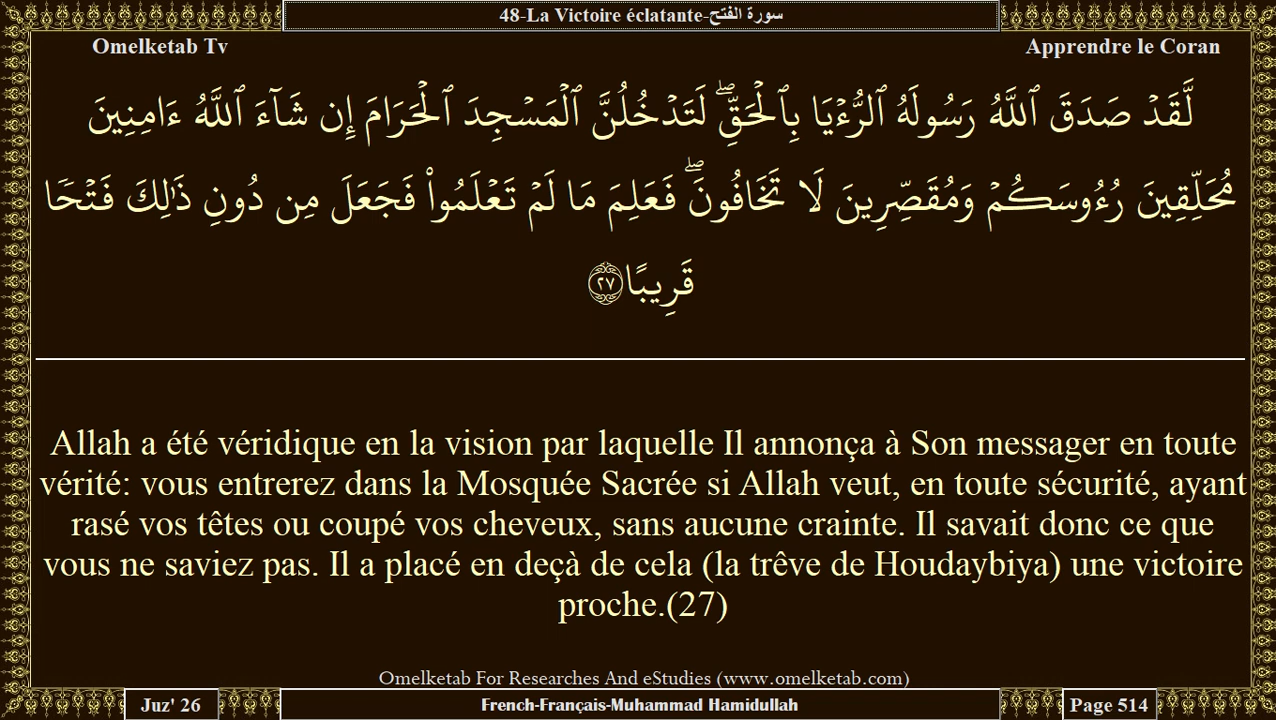 48-La Victoire éclatante-سورة الفتح
Omelketab Tv
Apprendre le Coran
لَّقَدْ صَدَقَ ٱللَّهُ رَسُولَهُ ٱلرُّءْيَا بِٱلْحَقِّ ۖ لَتَدْخُلُنَّ ٱلْمَسْجِدَ ٱلْحَرَامَ إِن شَآءَ ٱللَّهُ ءَامِنِينَ
مُحَلِّقِينَ رُءُوسَكُمْ وَمُقَصِّرِينَ لَا تَخَافُونَ ۖ فَعَلِمَ مَا لَمْ تَعْلَمُوا۟ فَجَعَلَ مِن دُونِ ذَٰلِكَ فَتْحًا
قَرِيبًا ٢٧
Allah a été véridique en la vision par laquelle Il annonça à Son messager en toute
vérité: vous entrerez dans la Mosquée Sacrée si Allah veut, en toute sécurité, ayant
rasé vos têtes ou coupé vos cheveux, sans aucune crainte. Il savait donc ce que
vous ne saviez pas. Il a placé en deçà de cela (la trêve de Houdaybiya) une victoire
proche.(27)
Omelketab For Researches And eStudies (www.omelketab.com)
Juz' 26
French-Français-Muhammad Hamidullah
Page 514